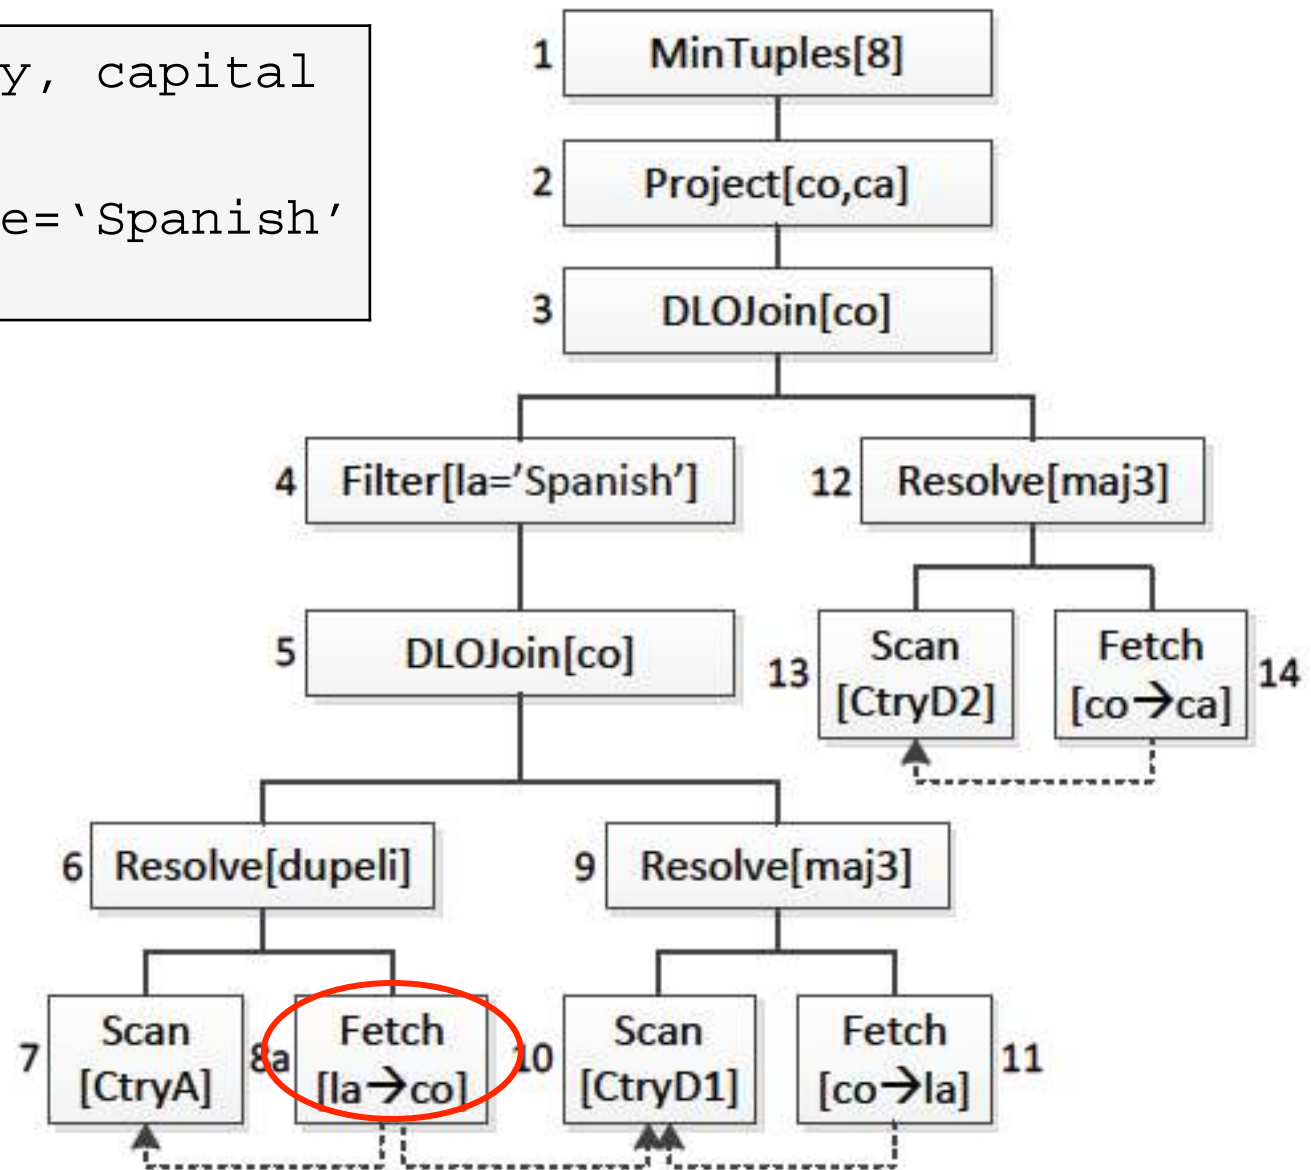 y, capital
e=‘Spanish’
1 MinTuples[8]
2 Project[co,ca]
3 DLOJoin[co]
4 Filter[la=’Spanish’]
12 Resolve[maj3]
5 DLOJoin[co]
13 Scan
[CtryD2]
Fetch
[co→ca] 14
6 Resolve[dupeli]
9 Resolve[maj3]
7 Scan
[CtryA]
8a Fetch
[la→co]
10 Scan
[CtryD1]
Fetch
[co→la] 11